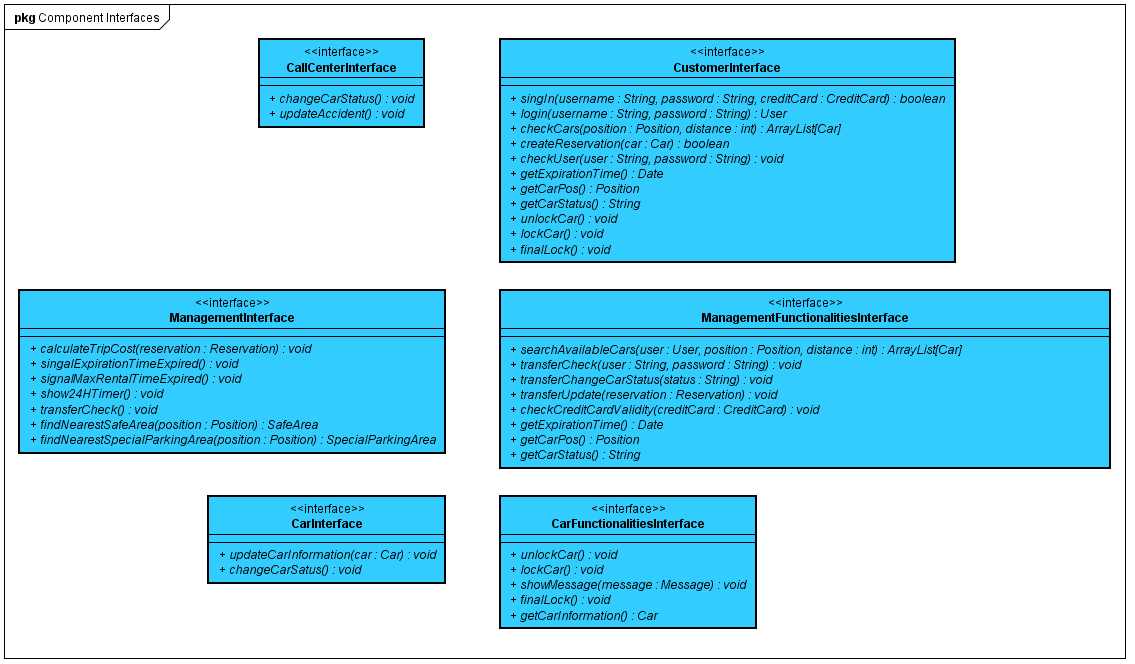 pkg Component Interfaces
<<interface>>
CallCenterInterface
+ changeCarStatus() : void
+ updateAccident() : void
<<interface>>
CustomerInterface
+ singIn(username : String, password : String, creditCard : CreditCard) : boolean
+ login(username : String, password : String) : User
+ checkCars(position : Position, distance : int) : ArrayList[Car]
+ createReservation(car : Car) : boolean
+ checkUser(user : String, password : String) : void
+ getExpirationTime() : Date
+ getCarPos() : Position
+ getCarStatus() : String
+ unlockCar() : void
+ lockCar() : void
+ finalLock() : void
<<interface>>
ManagementInterface
+ calculateTripCost(reservation : Reservation) : void
+ singalExpirationTimeExpired() : void
+ signalMaxRentalTimeExpired() : void
+ show24HTimer() : void
+ transferCheck() : void
+ findNearestSafeArea(position : Position) : SafeArea
+ findNearestSpecialParkingArea(position : Position) : SpecialParkingArea
<<interface>>
ManagementFunctionalitiesInterface
+ searchAvailableCars(user : User, position : Position, distance : int) : ArrayList[Car]
+ transferCheck(user : String, password : String) : void
+ transferChangeCarStatus(status : String) : void
+ transferUpdate(reservation : Reservation) : void
+ checkCreditCardValidity(creditCard : CreditCard) : void
+ getExpirationTime() : Date
+ getCarPos() : Position
+ getCarStatus() : String
<<interface>>
CarInterface
+ updateCarInformation(car : Car) : void
+ changeCarSatus() : void
<<interface>>
CarFunctionalitiesInterface
+ unlockCar() : void
+ lockCar() : void
+ showMessage(message : Message) : void
+ finalLock() : void
+ getCarInformation() : Car